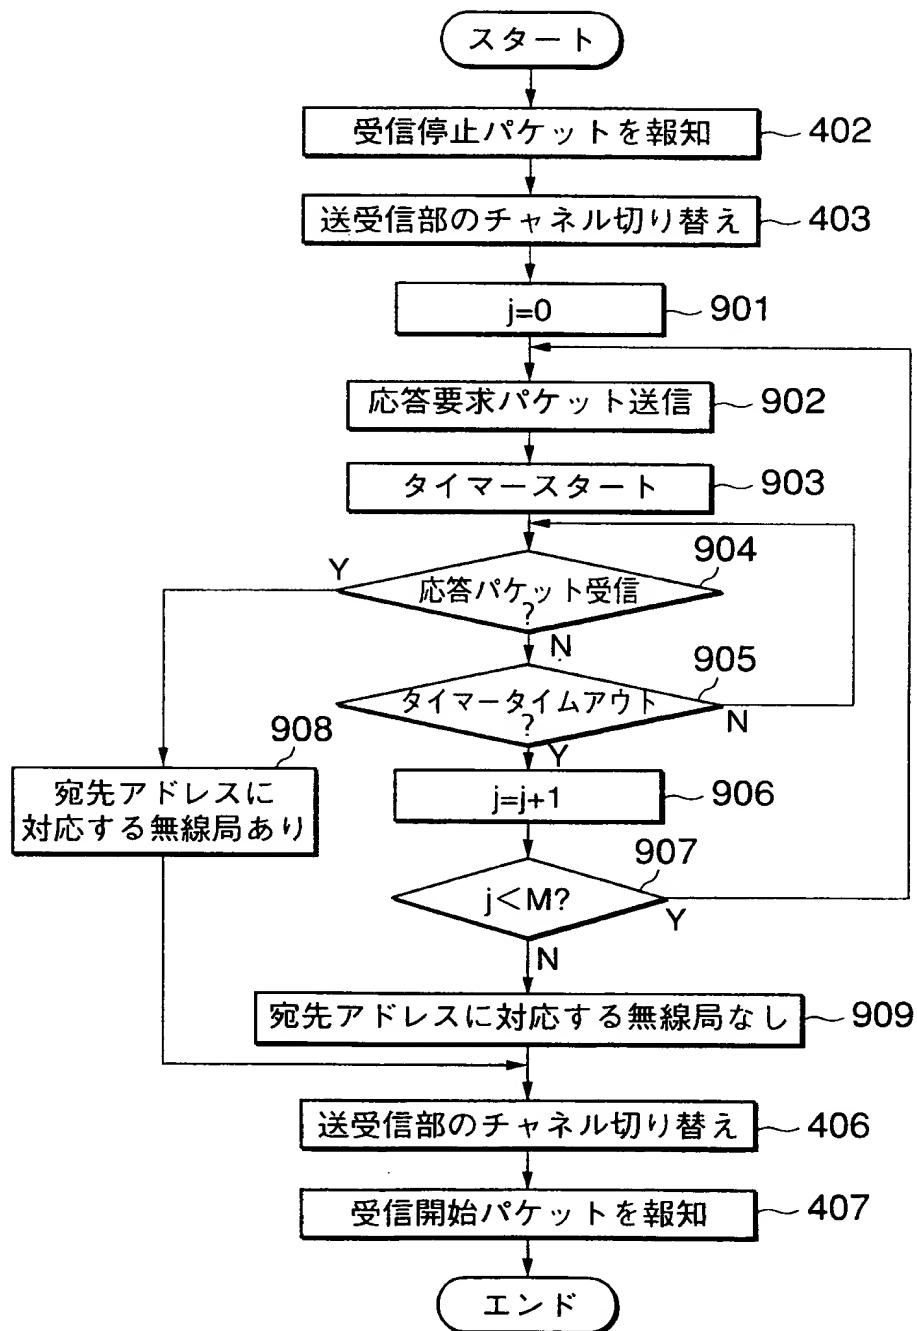 スタート
受信停止パケットを報知
402
送受信部のチャネル切り替え
403
j=0
901
応答要求パケット送信
902
タイマースタート
903
904
Y
応答パケット受信
?
N
905
タイマータイムアウト
?
N
Y
908
宛先アドレスに
対応する無線局あり
j=j+1
906
907
j<M?
Y
N
宛先アドレスに対応する無線局なし
909
送受信部のチャネル切り替え
406
受信開始パケットを報知
407
エンド